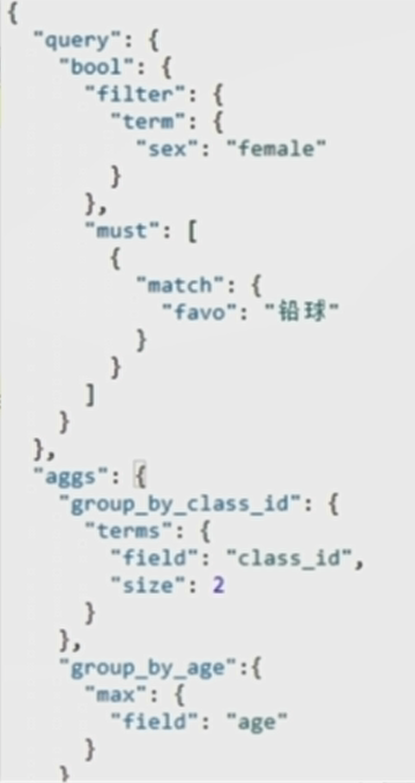 {
"query": {
"bool": {
"filter": {
"term": {
"sex": "female"
}
},
"must": [
{
"match": {
"favo": "铅球"
}
}
]
}
},
"aggs": {
"group_by_class_id": {
"terms": {
"field": "class_id",
"size": 2
}
},
"group_by_age":{
"max": {
"field": "age"
}
}